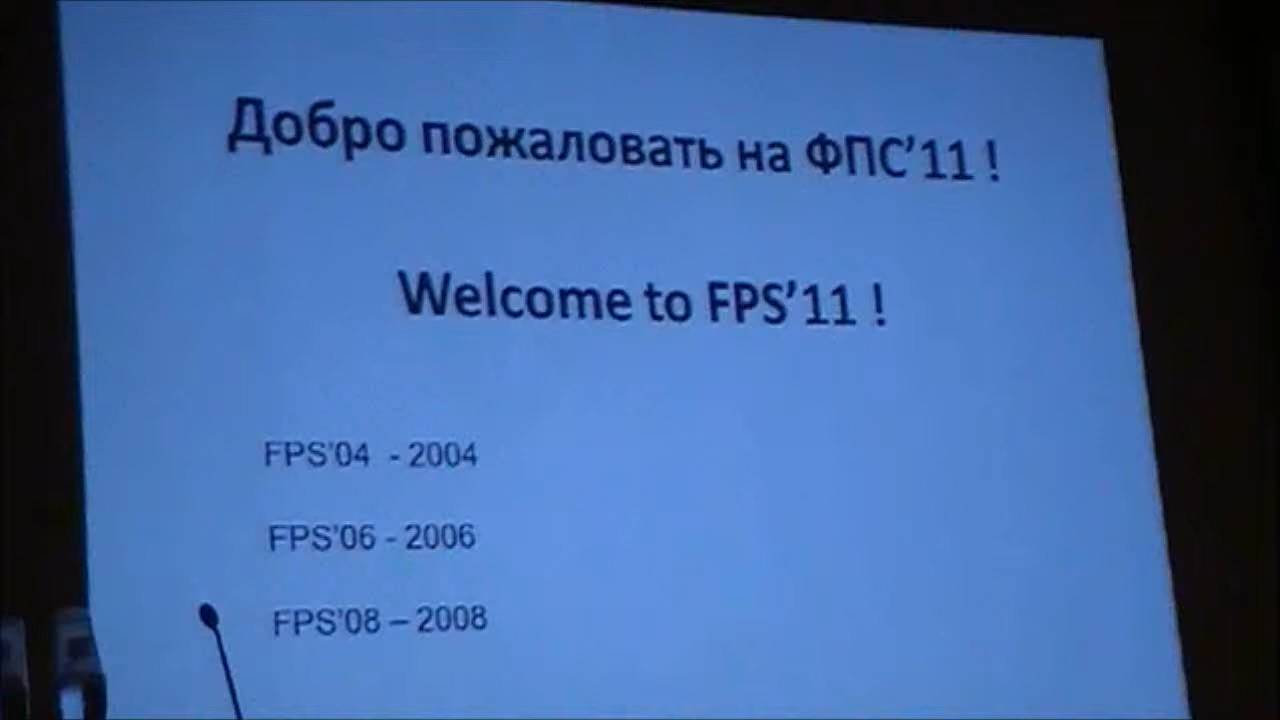 Добро пожаловать на ФПС’11 !
Welcome to FPS’11 !
FPS’04 - 2004
FPS’06 - 2006
FPS’08 – 2008